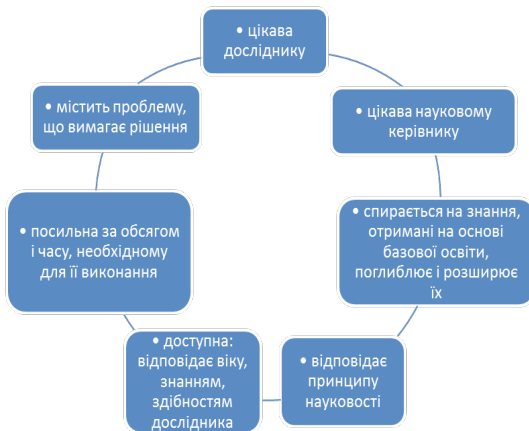 • цікава
досліднику
• цікава науковому
керівнику
• спирається на знання,
отримані на основі
базової освіти,
поглиблює і розширює
їх
• відповідає
принципу
науковості
• доступна:
відповідає віку,
знанням,
здібностям
дослідника
• посильна за обсягом
і часу, необхідному
для її виконання
• містить проблему,
що вимагає рішення